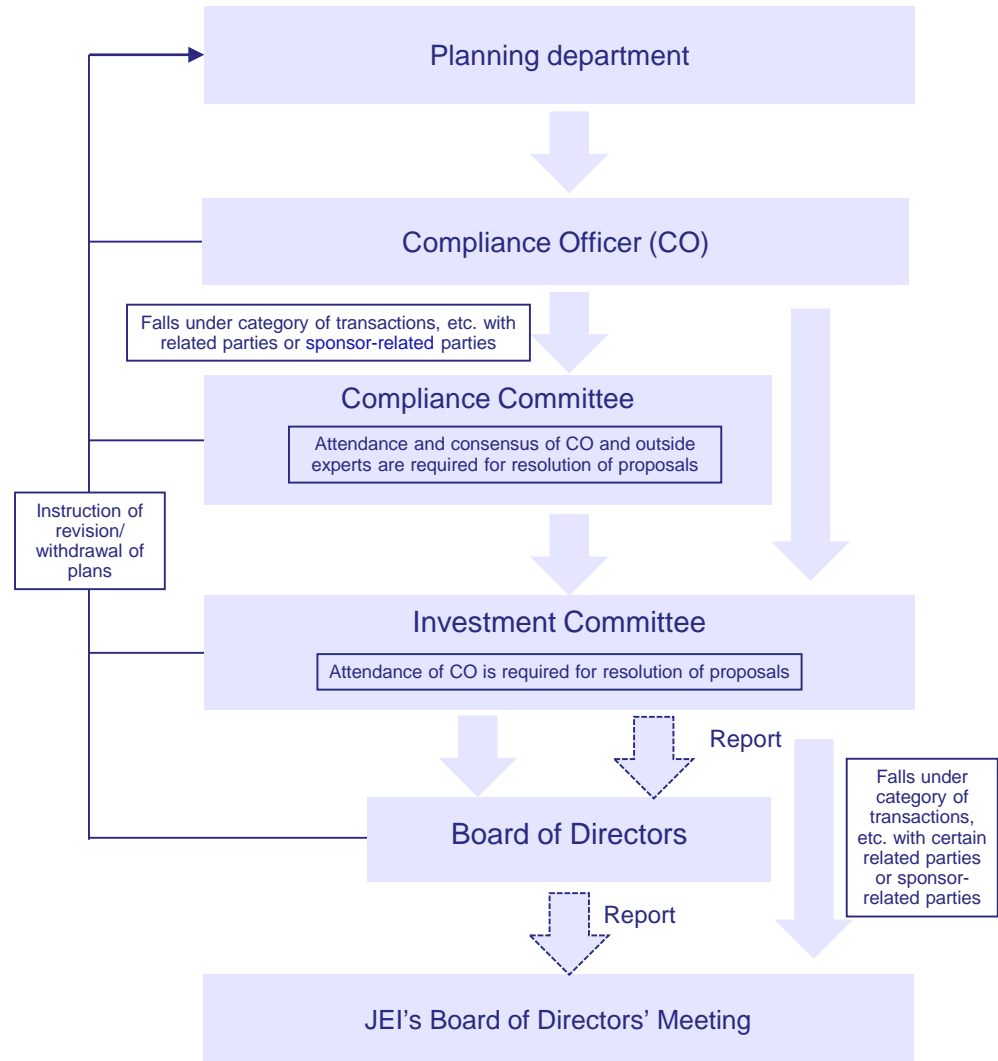 Planning department
Compliance Officer (CO)
Falls under category of transactions, etc. with
related parties or sponsor-related parties
Compliance Committee
Attendance and consensus of CO and outside
experts are required for resolution of proposals
Instruction of
revision/
withdrawal of
plans
Investment Committee
Attendance of CO is required for resolution of proposals
Report
Falls under
category of
transactions,
etc. with certain
related parties
or sponsor-
related parties
Board of Directors
Report
JEI’s Board of Directors’ Meeting